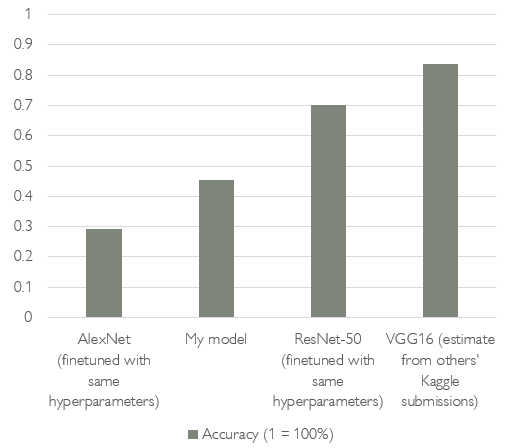 1
0.9
0.8
0.7
0.6
0.5
0.4
0.3
0.2
0.1
0
AlexNet
(finetuned with
same
hyperparameters)
My model
ResNet-50
(finetuned with
same
hyperparameters)
VGG16 (estimate
from others'
Kaggle
submissions)
Accuracy (1 = 100%)